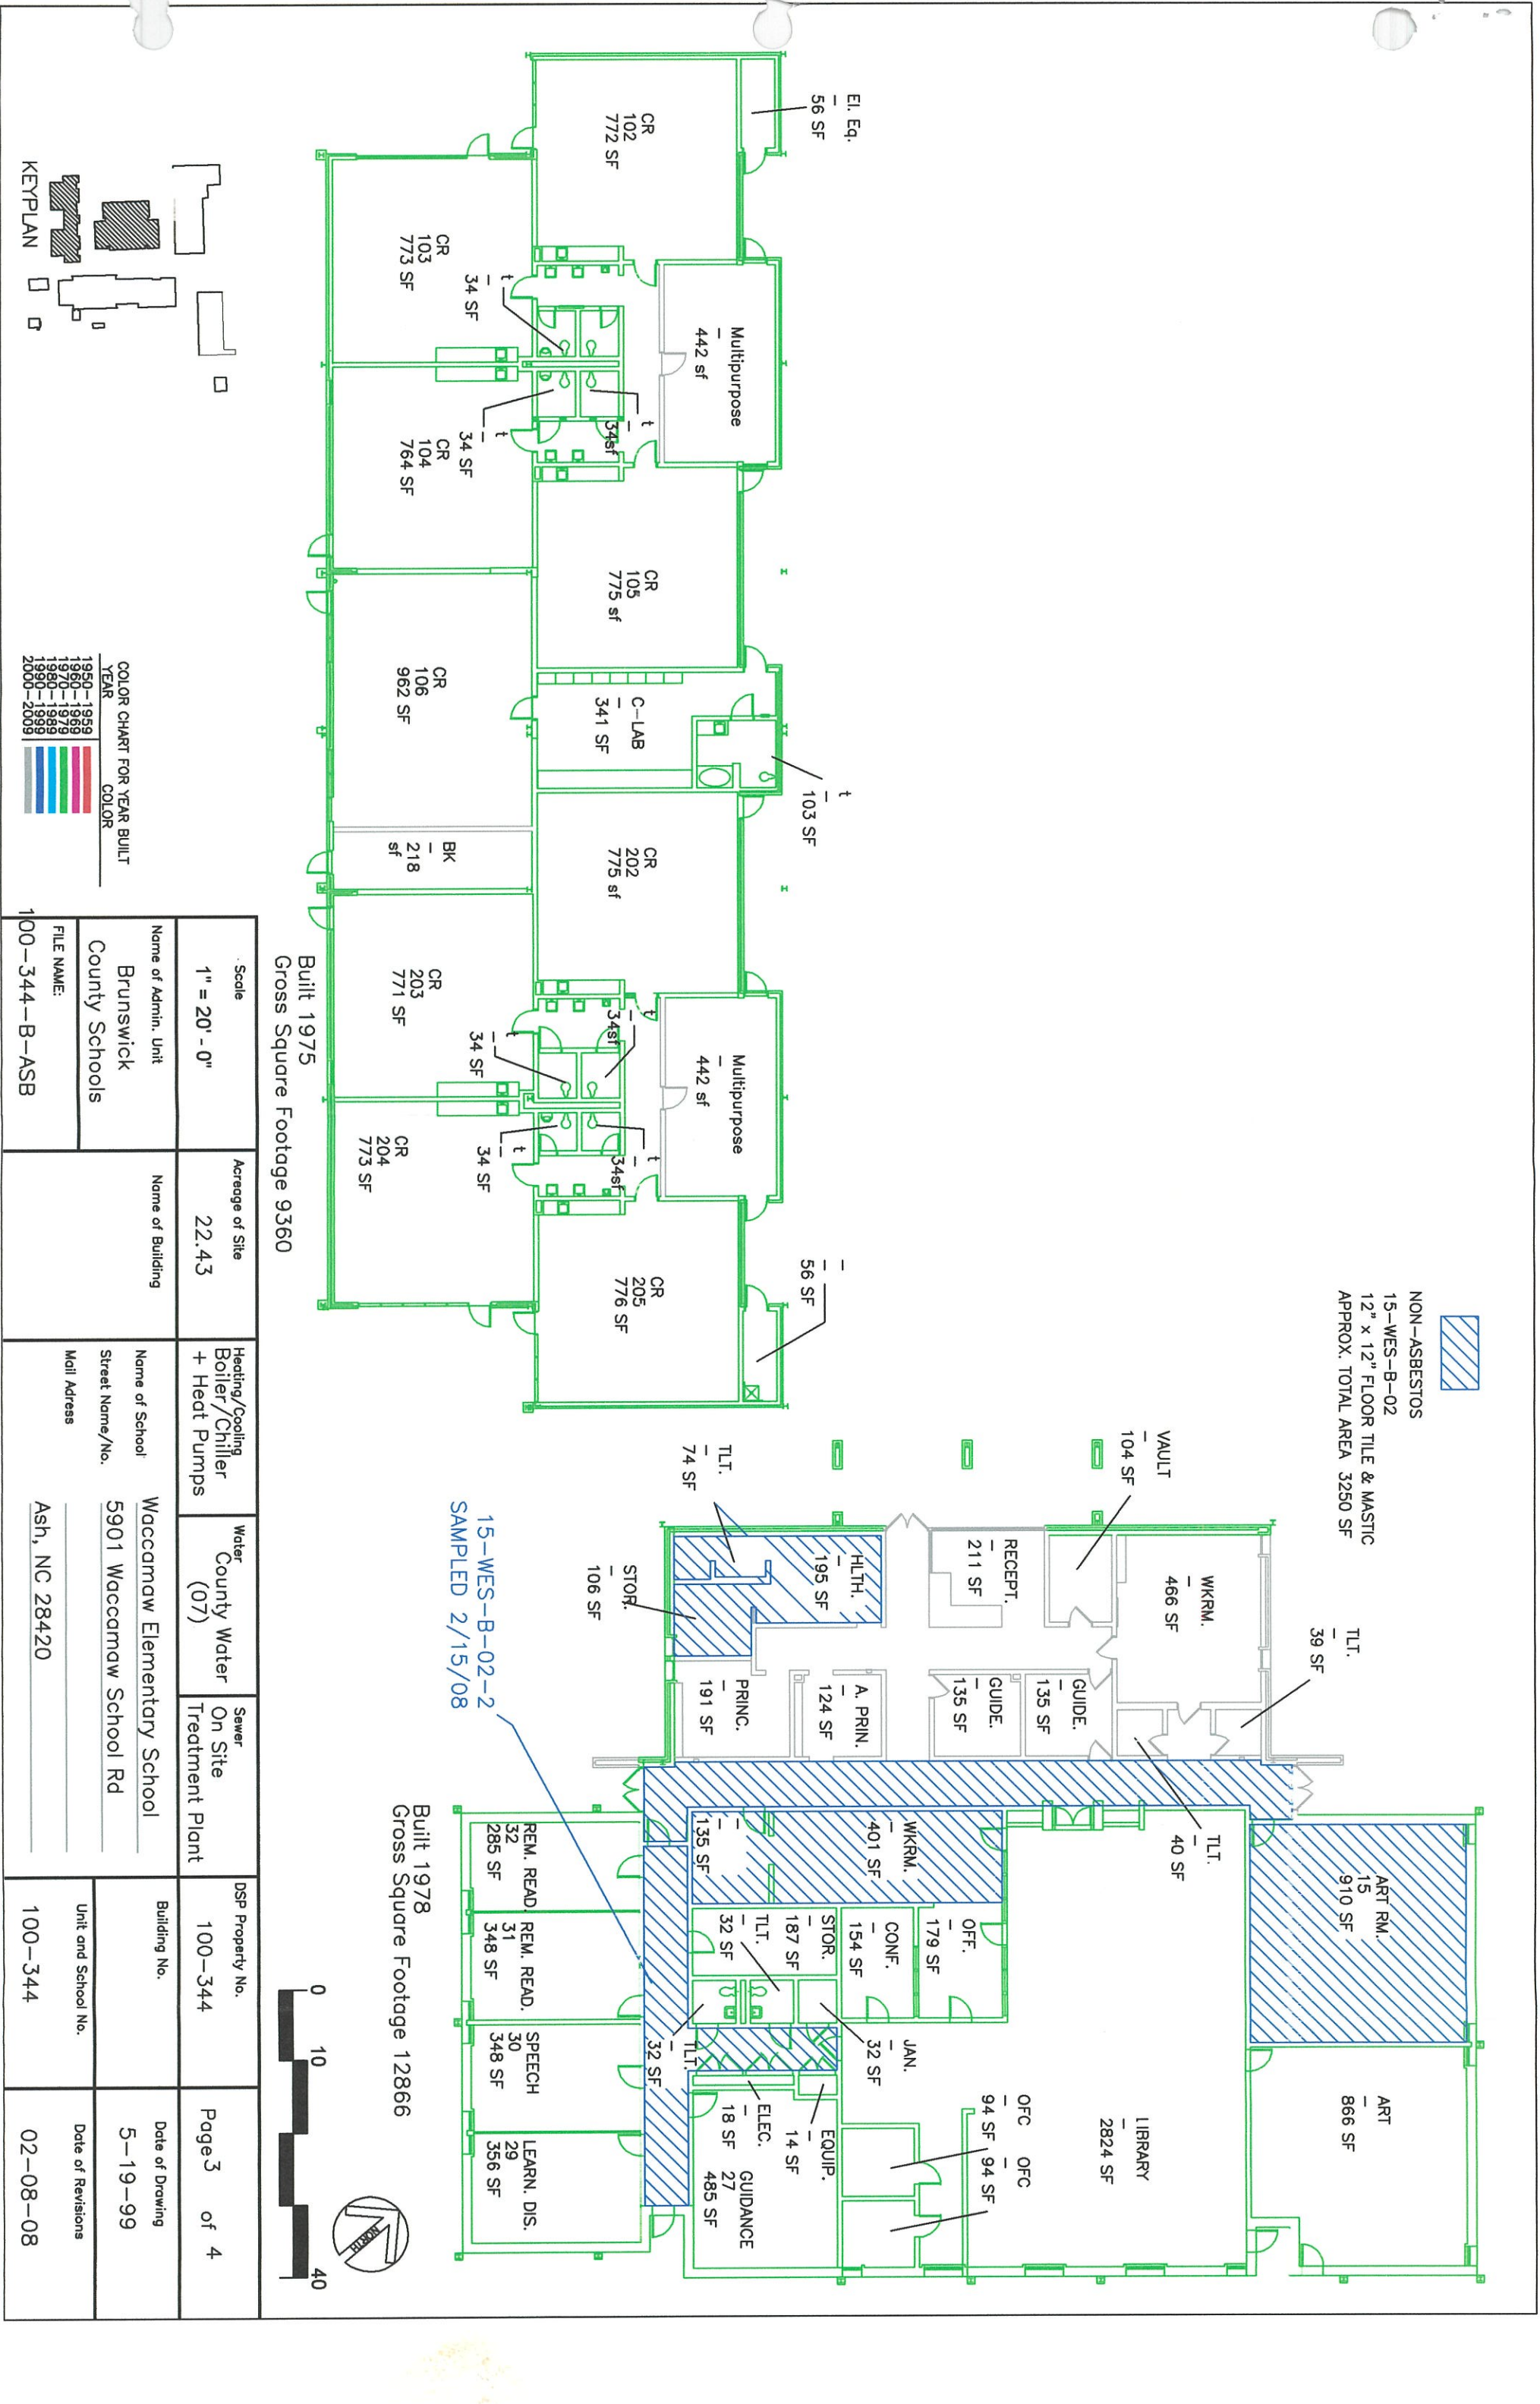 El. Eq.
–
56 SF
CR
102
772 SF
CR
103
773 SF
t
–
34 SF
Multipurpose
–
442 sf
t
–
34sf
t
–
34 SF
CR
104
764 SF
CR
105
775 sf
CR
106
962 SF
C-LAB
–
341 SF
t
–
103 SF
BK
–
218
sf
CR
202
775 sf
CR
203
771 SF
t
–
34sf
t
–
34 SF
Multipurpose
–
442 sf
t
–
34sf
t
–
34 SF
CR
204
773 SF
CR
205
776 SF
–
–
56 SF
Built 1975
Gross Square Footage 9360
NON-ASBESTOS
15-WES-B-02
12" x 12" FLOOR TILE & MASTIC
APPROX. TOTAL AREA 3250 SF
VAULT
–
104 SF
WKRM.
–
466 SF
TLT.
–
39 SF
RECEPT.
–
211 SF
HLTH.
–
195 SF
TLT.
–
74 SF
STOR.
–
106 SF
GUIDE.
–
135 SF
GUIDE.
–
135 SF
A. PRIN.
–
124 SF
PRINC.
–
191 SF
TLT.
–
40 SF
15-WES-B-02-2
SAMPLED 2/15/08
ART RM.
15
910 SF
ART
–
866 SF
LIBRARY
–
2824 SF
WKRM.
–
401 SF
–
–
135 SF
OFF.
–
179 SF
CONF.
–
154 SF
STOR.
–
187 SF
TLT.
–
32 SF
JAN.
–
32 SF
TLT.
–
32 SF
OFC
–
94 SF
OFC
–
94 SF
EQUIP.
–
14 SF
ELEC.
–
18 SF
GUIDANCE
27
485 SF
REM. READ.
32
285 SF
REM. READ.
31
348 SF
SPEECH
30
348 SF
LEARN. DIS.
29
356 SF
Built 1978
Gross Square Footage 12866
0 10 40
NORTH
KEYPLAN
COLOR CHART FOR YEAR BUILT
YEAR COLOR
1950-1959
1960-1969
1970-1979
1980-1989
1990-1999
2000-2009
Scale
1" = 20'-0"
Acreage of Site
22.43
Heating/Cooling
Boiler/Chiller
+ Heat Pumps
Water
County Water
(07)
Sewer
On Site
Treatment Plant
DSP Property No.
100-344
Page3 of 4
Name of Admin. Unit
Brunswick
County Schools
Name of Building
Name of School
Waccamaw Elementary School
Street Name/No.
5901 Waccamaw School Rd
Mail Adress
Ash, NC 28420
Building No.
Date of Drawing
5-19-99
FILE NAME:
100-344-B-ASB
Unit and School No.
100-344
Date of Revisions
02-08-08